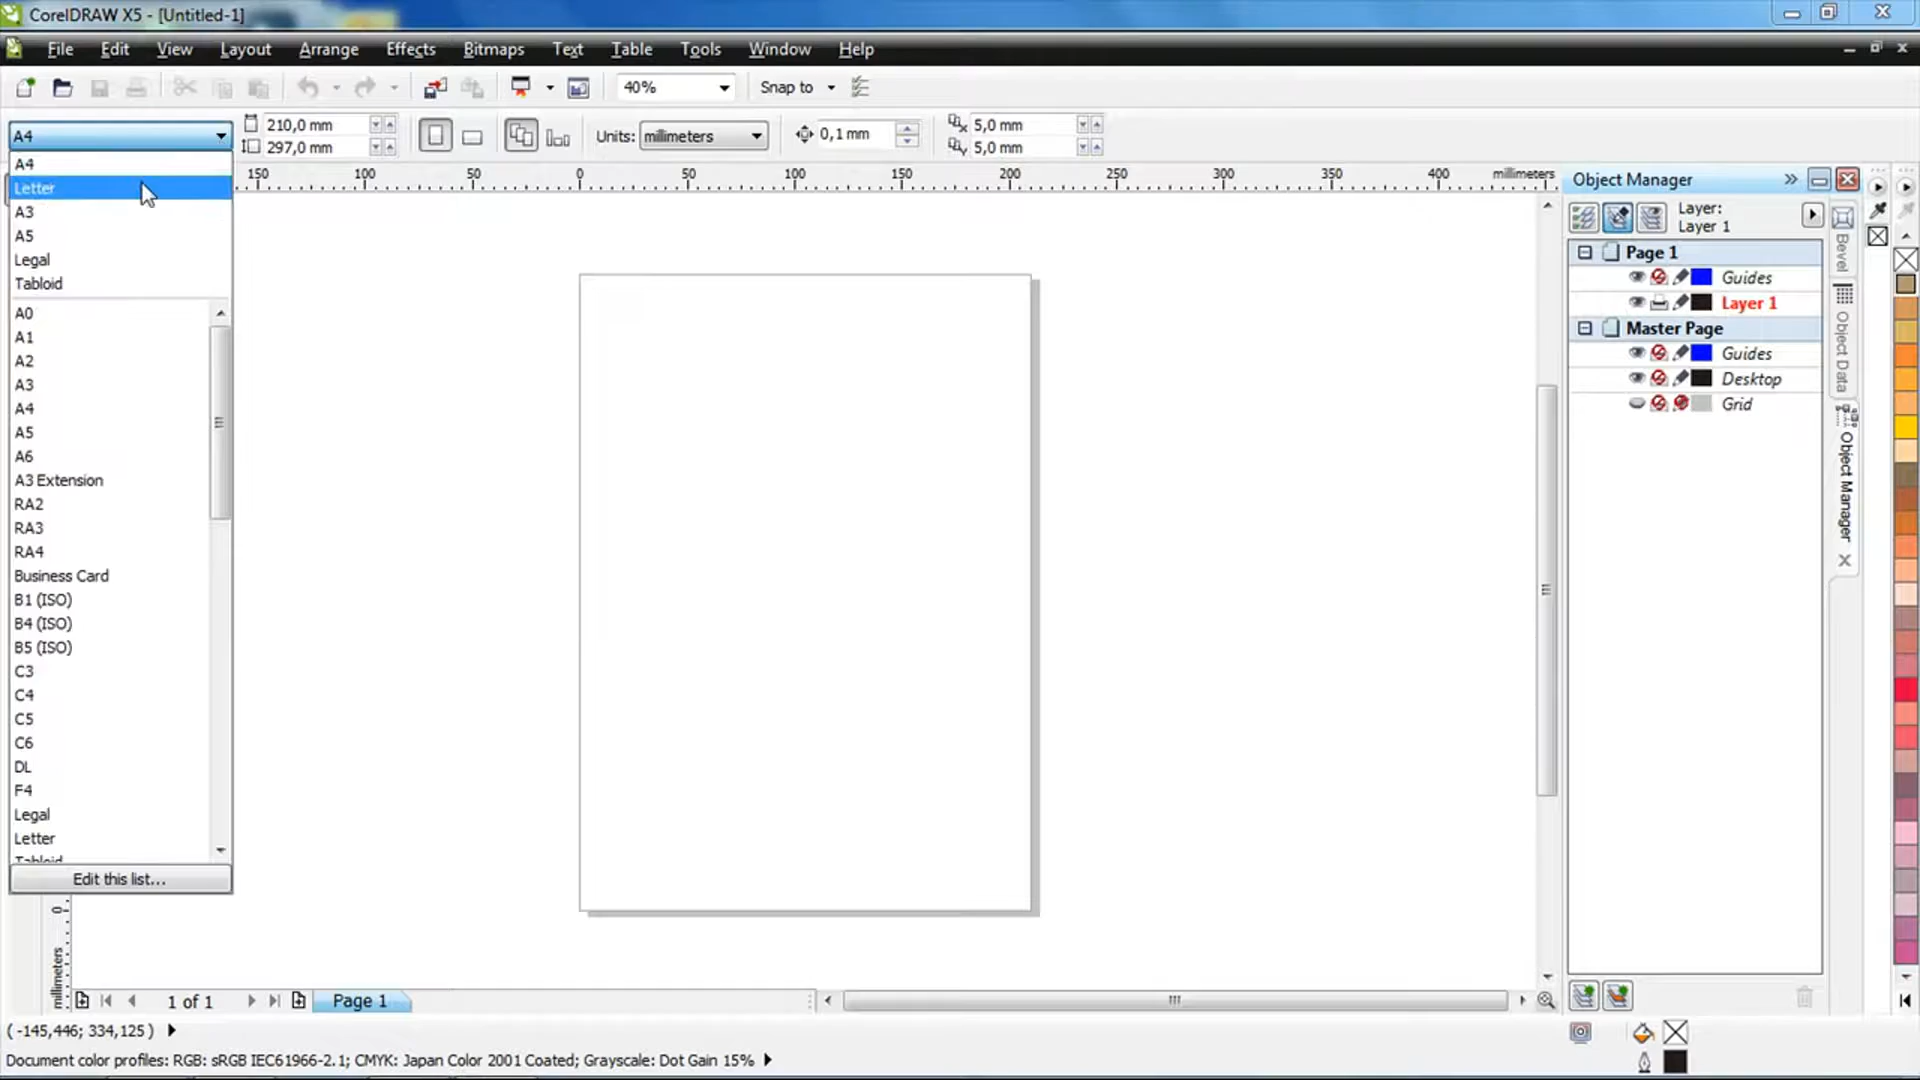 CorelDRAW X5 - [Untitled-1]
File Edit View Layout Arrange Effects Bitmaps Text Table Tools Window Help
40% Snap to
A4 210,0 mm 297,0 mm Units: millimeters 0,1 mm 5,0 mm 5,0 mm
A4
Letter
A3
A5
Legal
Tabloid
A0
A1
A2
A3
A4
A5
A6
A3 Extension
RA2
RA3
RA4
Business Card
B1 (ISO)
B4 (ISO)
B5 (ISO)
C3
C4
C5
C6
DL
F4
Legal
Letter
Tabloid
Edit this list...
150 100 50 0 50 100 150 200 250 300 350 400 millimeters
0
millimeters
Object Manager
Layer:
Layer 1
Page 1
Guides
Layer 1
Master Page
Guides
Desktop
Grid
Bevel
Object Data
Object Manager
1 of 1 Page 1
( -145,446; 334,125 )
Document color profiles: RGB: sRGB IEC61966-2.1; CMYK: Japan Color 2001 Coated; Grayscale: Dot Gain 15%